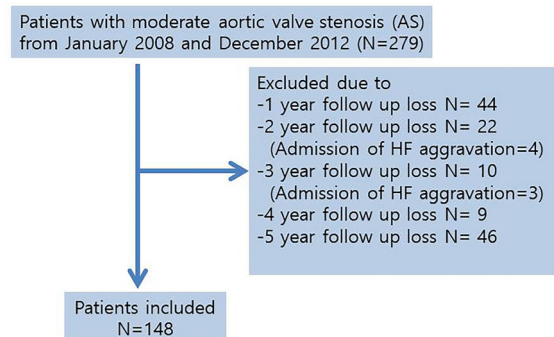 Patients with moderate aortic valve stenosis (AS)
from January 2008 and December 2012 (N=279)
Excluded due to
-1 year follow up loss N= 44
-2 year follow up loss N= 22
(Admission of HF aggravation=4)
-3 year follow up loss N= 10
(Admission of HF aggravation=3)
-4 year follow up loss N= 9
-5 year follow up loss N= 46
Patients included
N=148